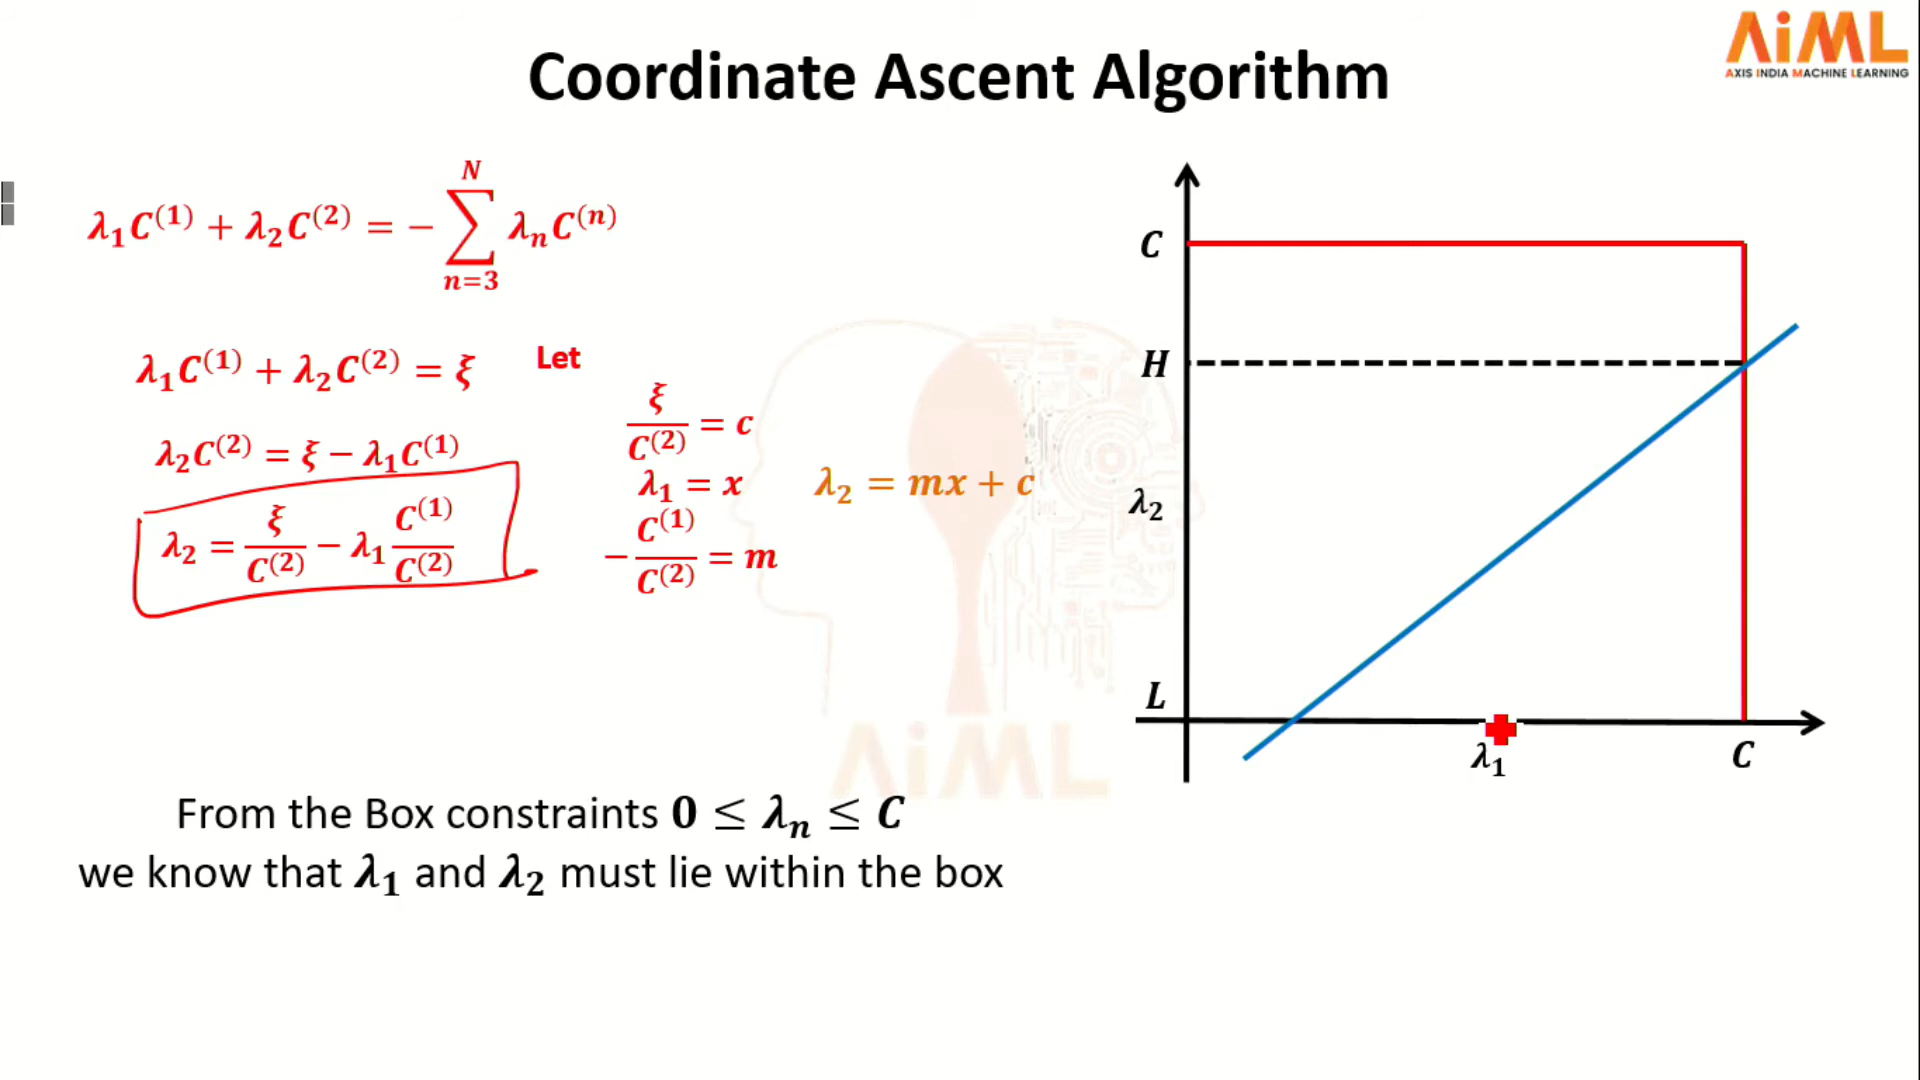 Coordinate Ascent Algorithm
AiML
AXIS INDIA MACHINE LEARNING
λ₁C⁽¹⁾ + λ₂C⁽²⁾ = − ∑ₙ₌₃ᴺ λₙC⁽ⁿ⁾
λ₁C⁽¹⁾ + λ₂C⁽²⁾ = ξ
λ₂C⁽²⁾ = ξ − λ₁C⁽¹⁾
λ₂ = ξ/C⁽²⁾ − λ₁ C⁽¹⁾/C⁽²⁾
Let
ξ/C⁽²⁾ = c
λ₁ = x
−C⁽¹⁾/C⁽²⁾ = m
λ₂ = mx + c
C
H
λ₂
L
λ₁
C
AiML
From the Box constraints 0 ≤ λₙ ≤ C
we know that λ₁ and λ₂ must lie within the box